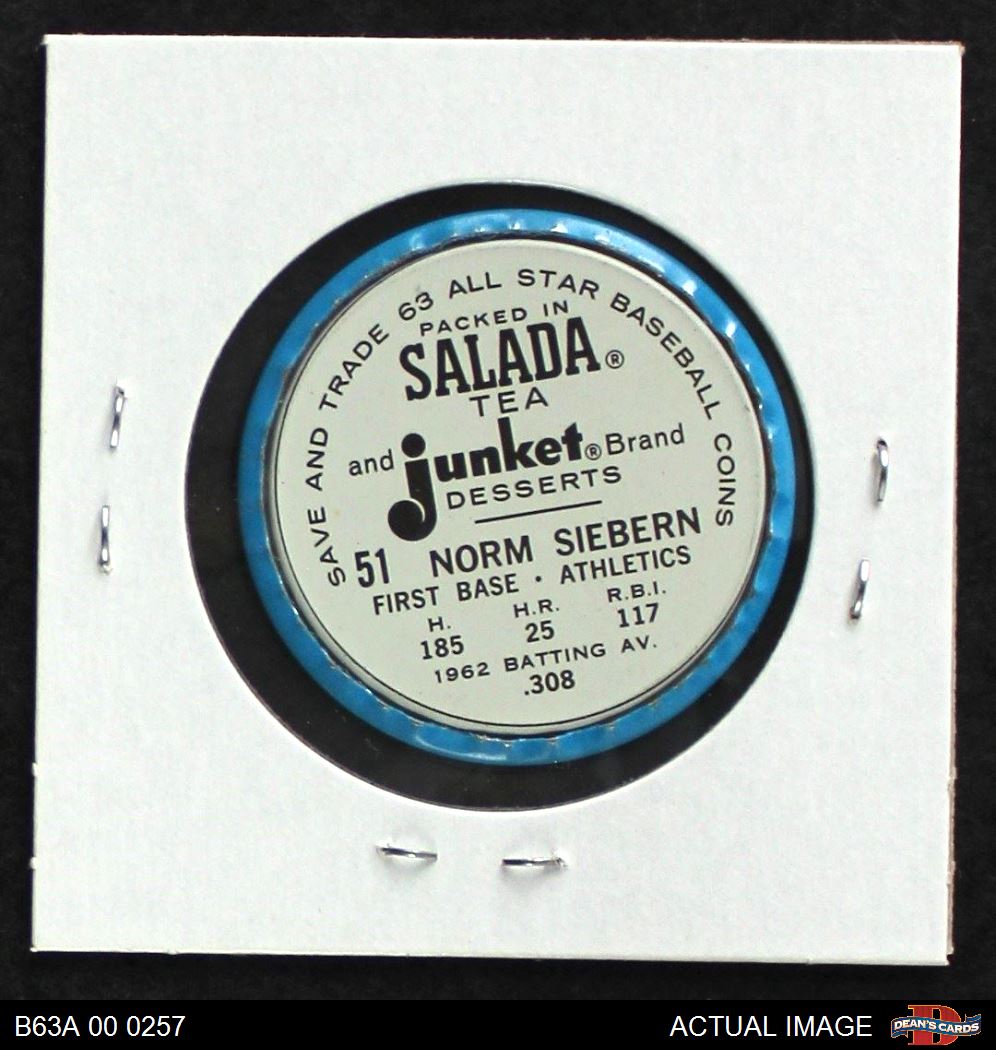 SAVE AND TRADE 63 ALL STAR BASEBALL COINS
PACKED IN
SALADA®
TEA
and junket® Brand
DESSERTS
51 NORM SIEBERN
FIRST BASE · ATHLETICS
H. H.R. R.B.I.
185 25 117
1962 BATTING AV.
.308
B63A 00 0257 ACTUAL IMAGE DEAN'S CARDS